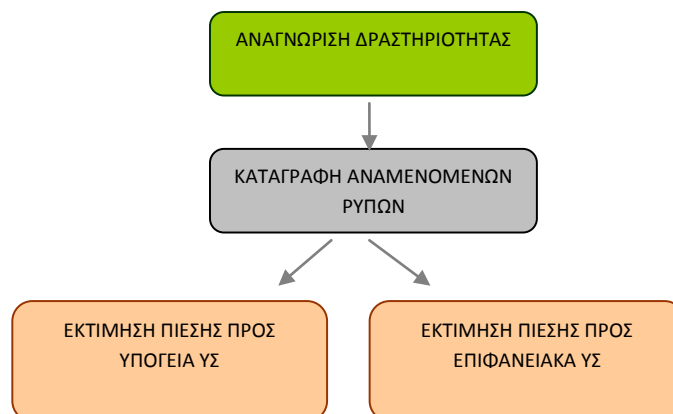 ΑΝΑΓΝΩΡΙΣΗ ΔΡΑΣΤΗΡΙΟΤΗΤΑΣ
ΚΑΤΑΓΡΑΦΗ ΑΝΑΜΕΝΟΜΕΝΩΝ
ΡΥΠΩΝ
ΕΚΤΙΜΗΣΗ ΠΙΕΣΗΣ ΠΡΟΣ
ΥΠΟΓΕΙΑ ΥΣ
ΕΚΤΙΜΗΣΗ ΠΙΕΣΗΣ ΠΡΟΣ
ΕΠΙΦΑΝΕΙΑΚΑ ΥΣ